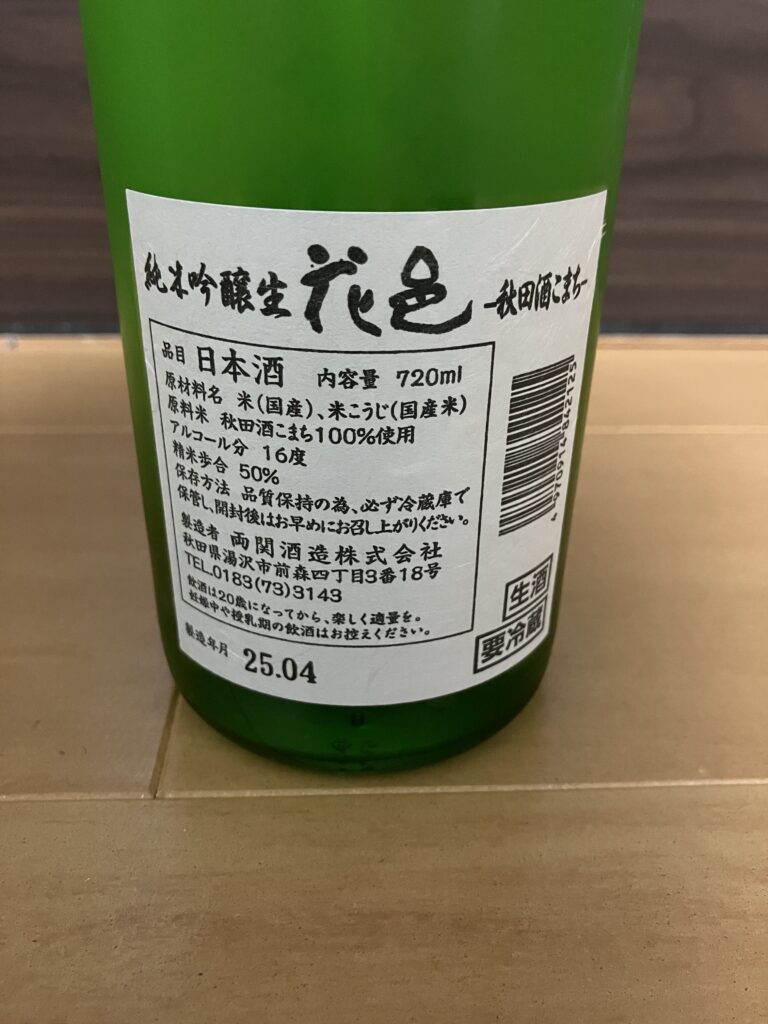 純米吟醸生 花邑 -秋田酒こまち-
品目 日本酒 内容量 720ml
原材料名 米(国産)、米こうじ(国産米)
原料米 秋田酒こまち100%使用
アルコール分 16度
精米歩合 50%
保存方法 品質保持の為、必ず冷蔵庫で
保管し、開封後はお早めにお召し上がりください。
製造者 両関酒造株式会社
秋田県湯沢市前森四丁目3番18号
TEL.0183(73)3143
飲酒は20歳になってから、楽しく適量を。
妊娠中や授乳期の飲酒はお控えください。
製造年月 25.04
4 970914 842125
生酒
要冷蔵